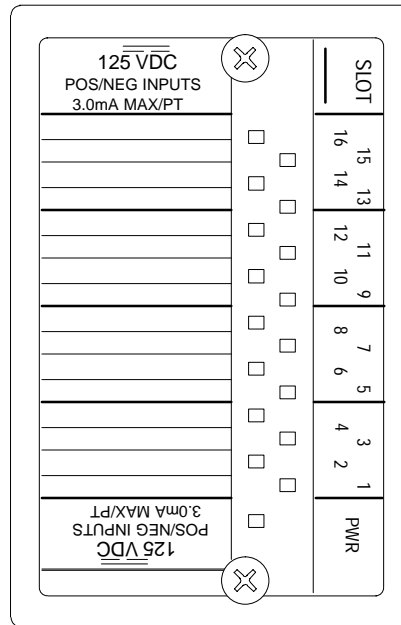 125 VDC
POS/NEG INPUTS
3.0mA MAX/PT
SLOT
16 15
14 13
12 11
10 9
8 7
6 5
4 3
2 1
PWR
125 VDC
POS/NEG INPUTS
3.0mA MAX/PT